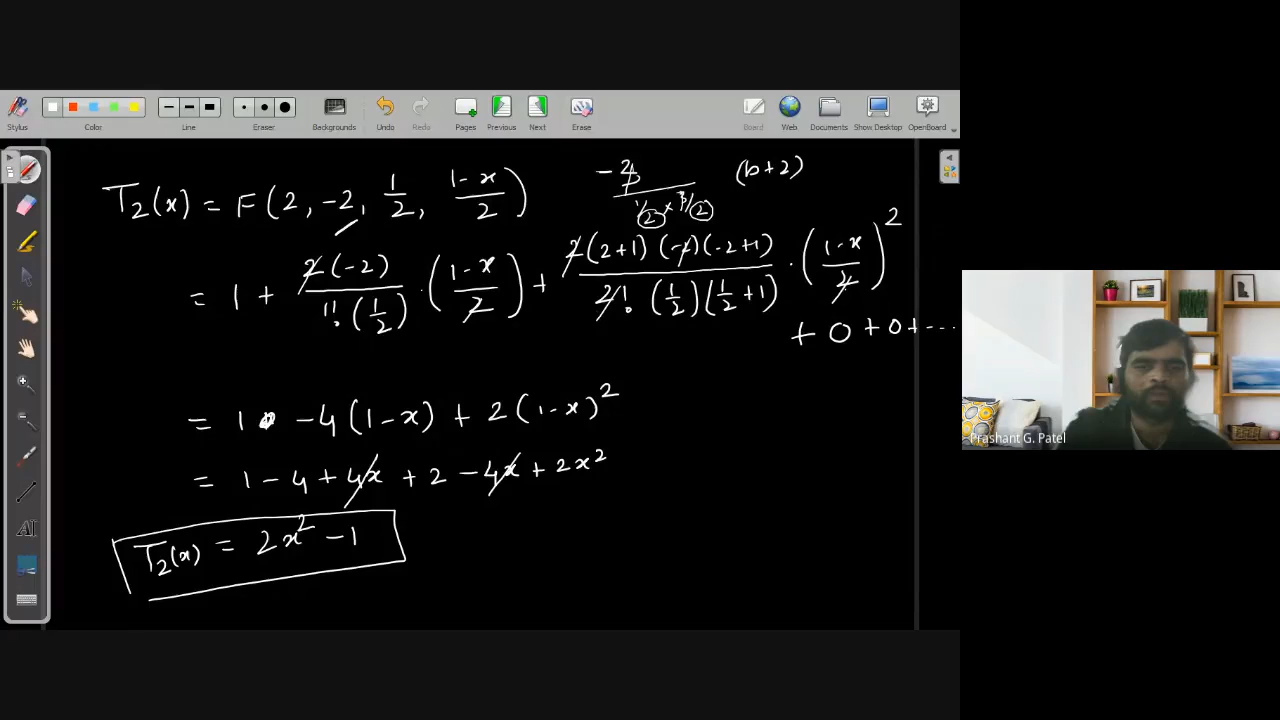 Stylus Color Line Eraser Backgrounds Undo Redo Pages Previous Next Erase Board Web Documents Show Desktop OpenBoard
T₂(x) = F(2, -2, 1/2, (1-x)/2)
(b+2)
= 1 + 2(-2)/(1!(1/2)) · ((1-x)/2) + 2(2+1)(-2)(-2+1)/(2!(1/2)(1/2+1)) · ((1-x)/2)²
+ 0 + 0 + ...
= 1 -4(1-x) + 2(1-x)²
= 1 - 4 + 4x + 2 - 4x + 2x²
T₂(x) = 2x² - 1
Prashant G. Patel